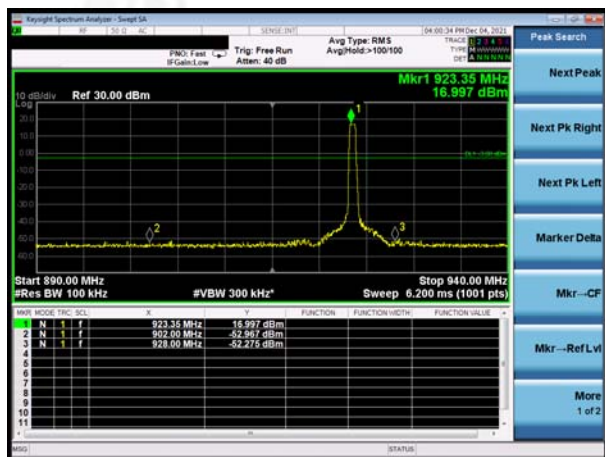 Keysight Spectrum Analyzer - Swept SA
RF 50 Ω AC SENSE:INT 04:00:34 PM Dec 04, 2021
Avg Type: RMS
TRACE 1 2 3 4 5 6
PNO: Fast Trig: Free Run Avg|Hold:>100/100
TYPE
IFGain:Low Atten: 40 dB
DET A N N N N N
Mkr1 923.35 MHz
16.997 dBm
10 dB/div Ref 30.00 dBm
Log
1
20.0
10.0
0.00
-10.0
-20.0
-30.0
-40.0
2
3
-50.0
-60.0
Start 890.00 MHz Stop 940.00 MHz
#Res BW 100 kHz #VBW 300 kHz* Sweep 6.200 ms (1001 pts)
MKR MODE TRC SCL X Y FUNCTION FUNCTION WIDTH FUNCTION VALUE
1 N 1 f 923.35 MHz 16.997 dBm
2 N 1 f 902.00 MHz -52.967 dBm
3 N 1 f 928.00 MHz -52.275 dBm
4
5
6
7
8
9
10
11
MSG STATUS
Peak Search
Next Peak
Next Pk Right
Next Pk Left
Marker Delta
Mkr→CF
Mkr→Ref Lvl
More
1 of 2